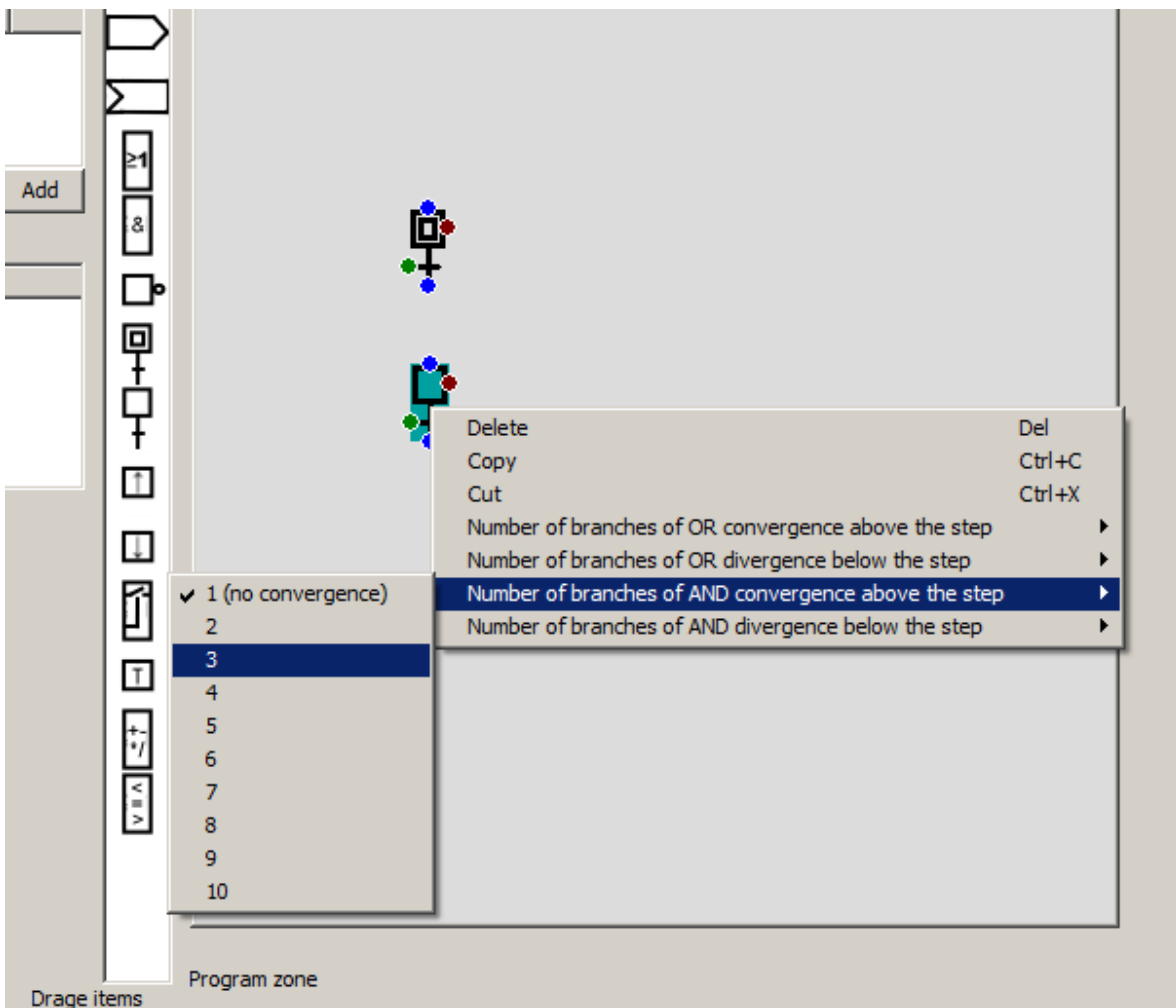 ≥1
Add
&
Delete Del
Copy Ctrl+C
Cut Ctrl+X
Number of branches of OR convergence above the step
Number of branches of OR divergence below the step
Number of branches of AND convergence above the step
Number of branches of AND divergence below the step
1 (no convergence)
2
3
4
5
6
7
8
9
10
T
+-
*/
< = >
Program zone
Drage items